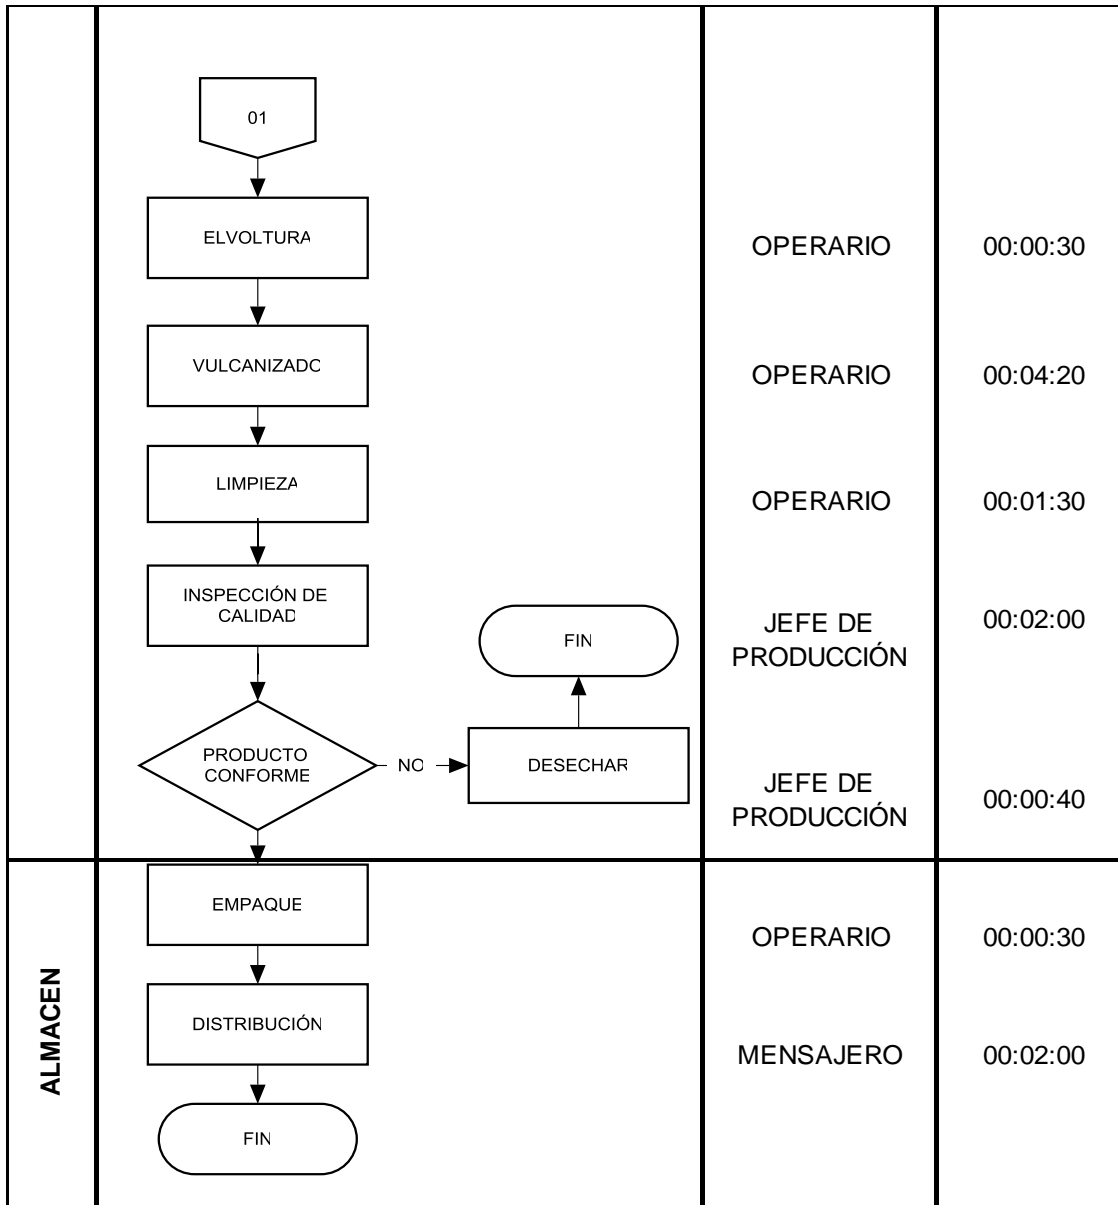 01
ELVOLTURA
OPERARIO
00:00:30
VULCANIZADO
OPERARIO
00:04:20
LIMPIEZA
OPERARIO
00:01:30
INSPECCIÓN DE
CALIDAD
FIN
JEFE DE
PRODUCCIÓN
00:02:00
PRODUCTO
CONFORME
NO
DESECHAR
JEFE DE
PRODUCCIÓN
00:00:40
ALMACEN
EMPAQUE
OPERARIO
00:00:30
DISTRIBUCIÓN
MENSAJERO
00:02:00
FIN